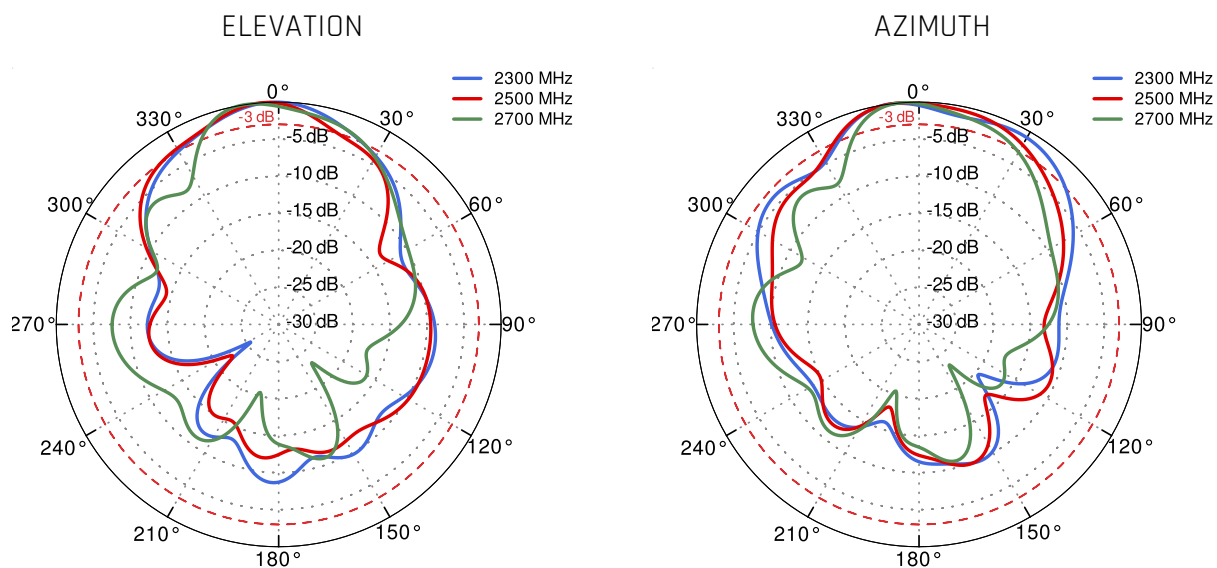 ELEVATION
2300 MHz
2500 MHz
2700 MHz
0°
30°
60°
90°
120°
150°
180°
210°
240°
270°
300°
330°
-3 dB
-5 dB
-10 dB
-15 dB
-20 dB
-25 dB
-30 dB
AZIMUTH
2300 MHz
2500 MHz
2700 MHz
0°
30°
60°
90°
120°
150°
180°
210°
240°
270°
300°
330°
-3 dB
-5 dB
-10 dB
-15 dB
-20 dB
-25 dB
-30 dB